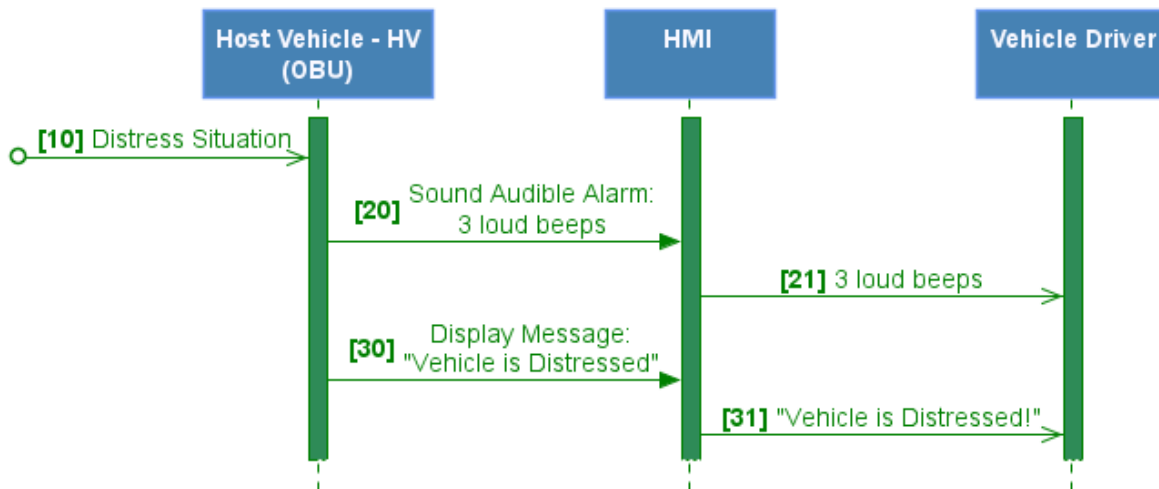 Host Vehicle - HV
(OBU)
HMI
Vehicle Driver
[10] Distress Situation
[20] Sound Audible Alarm:
3 loud beeps
[21] 3 loud beeps
[30] Display Message:
"Vehicle is Distressed"
[31] "Vehicle is Distressed!"